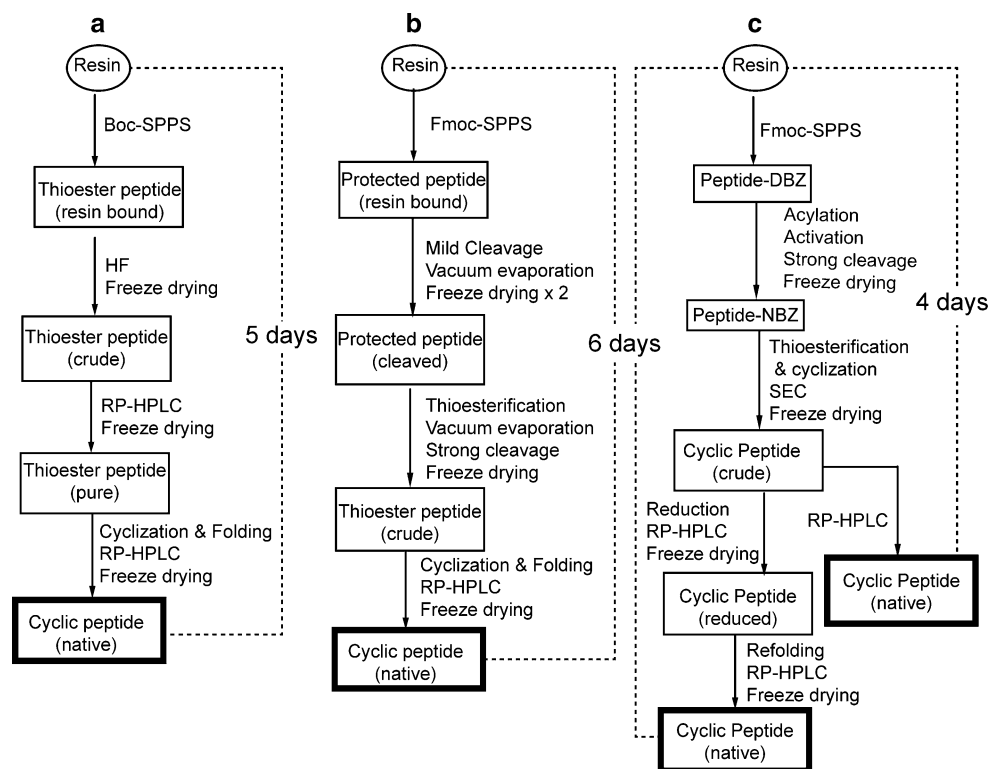 a
Resin
Boc-SPPS
Thioester peptide
(resin bound)
HF
Freeze drying
Thioester peptide
(crude)
RP-HPLC
Freeze drying
Thioester peptide
(pure)
Cyclization & Folding
RP-HPLC
Freeze drying
Cyclic peptide
(native)
5 days
b
Resin
Fmoc-SPPS
Protected peptide
(resin bound)
Mild Cleavage
Vacuum evaporation
Freeze drying x 2
Protected peptide
(cleaved)
Thioesterification
Vacuum evaporation
Strong cleavage
Freeze drying
Thioester peptide
(crude)
Cyclization & Folding
RP-HPLC
Freeze drying
Cyclic peptide
(native)
6 days
c
Resin
Fmoc-SPPS
Peptide-DBZ
Acylation
Activation
Strong cleavage
Freeze drying
Peptide-NBZ
Thioesterification
& cyclization
SEC
Freeze drying
Cyclic Peptide
(crude)
Reduction
RP-HPLC
Freeze drying
Cyclic Peptide
(reduced)
Refolding
RP-HPLC
Freeze drying
Cyclic Peptide
(native)
RP-HPLC
Cyclic Peptide
(native)
4 days